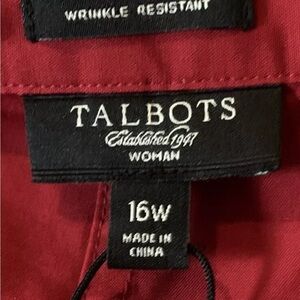 WRINKLE RESISTANT
TALBOTS
Established 1947
WOMAN
16W
MADE IN
CHINA